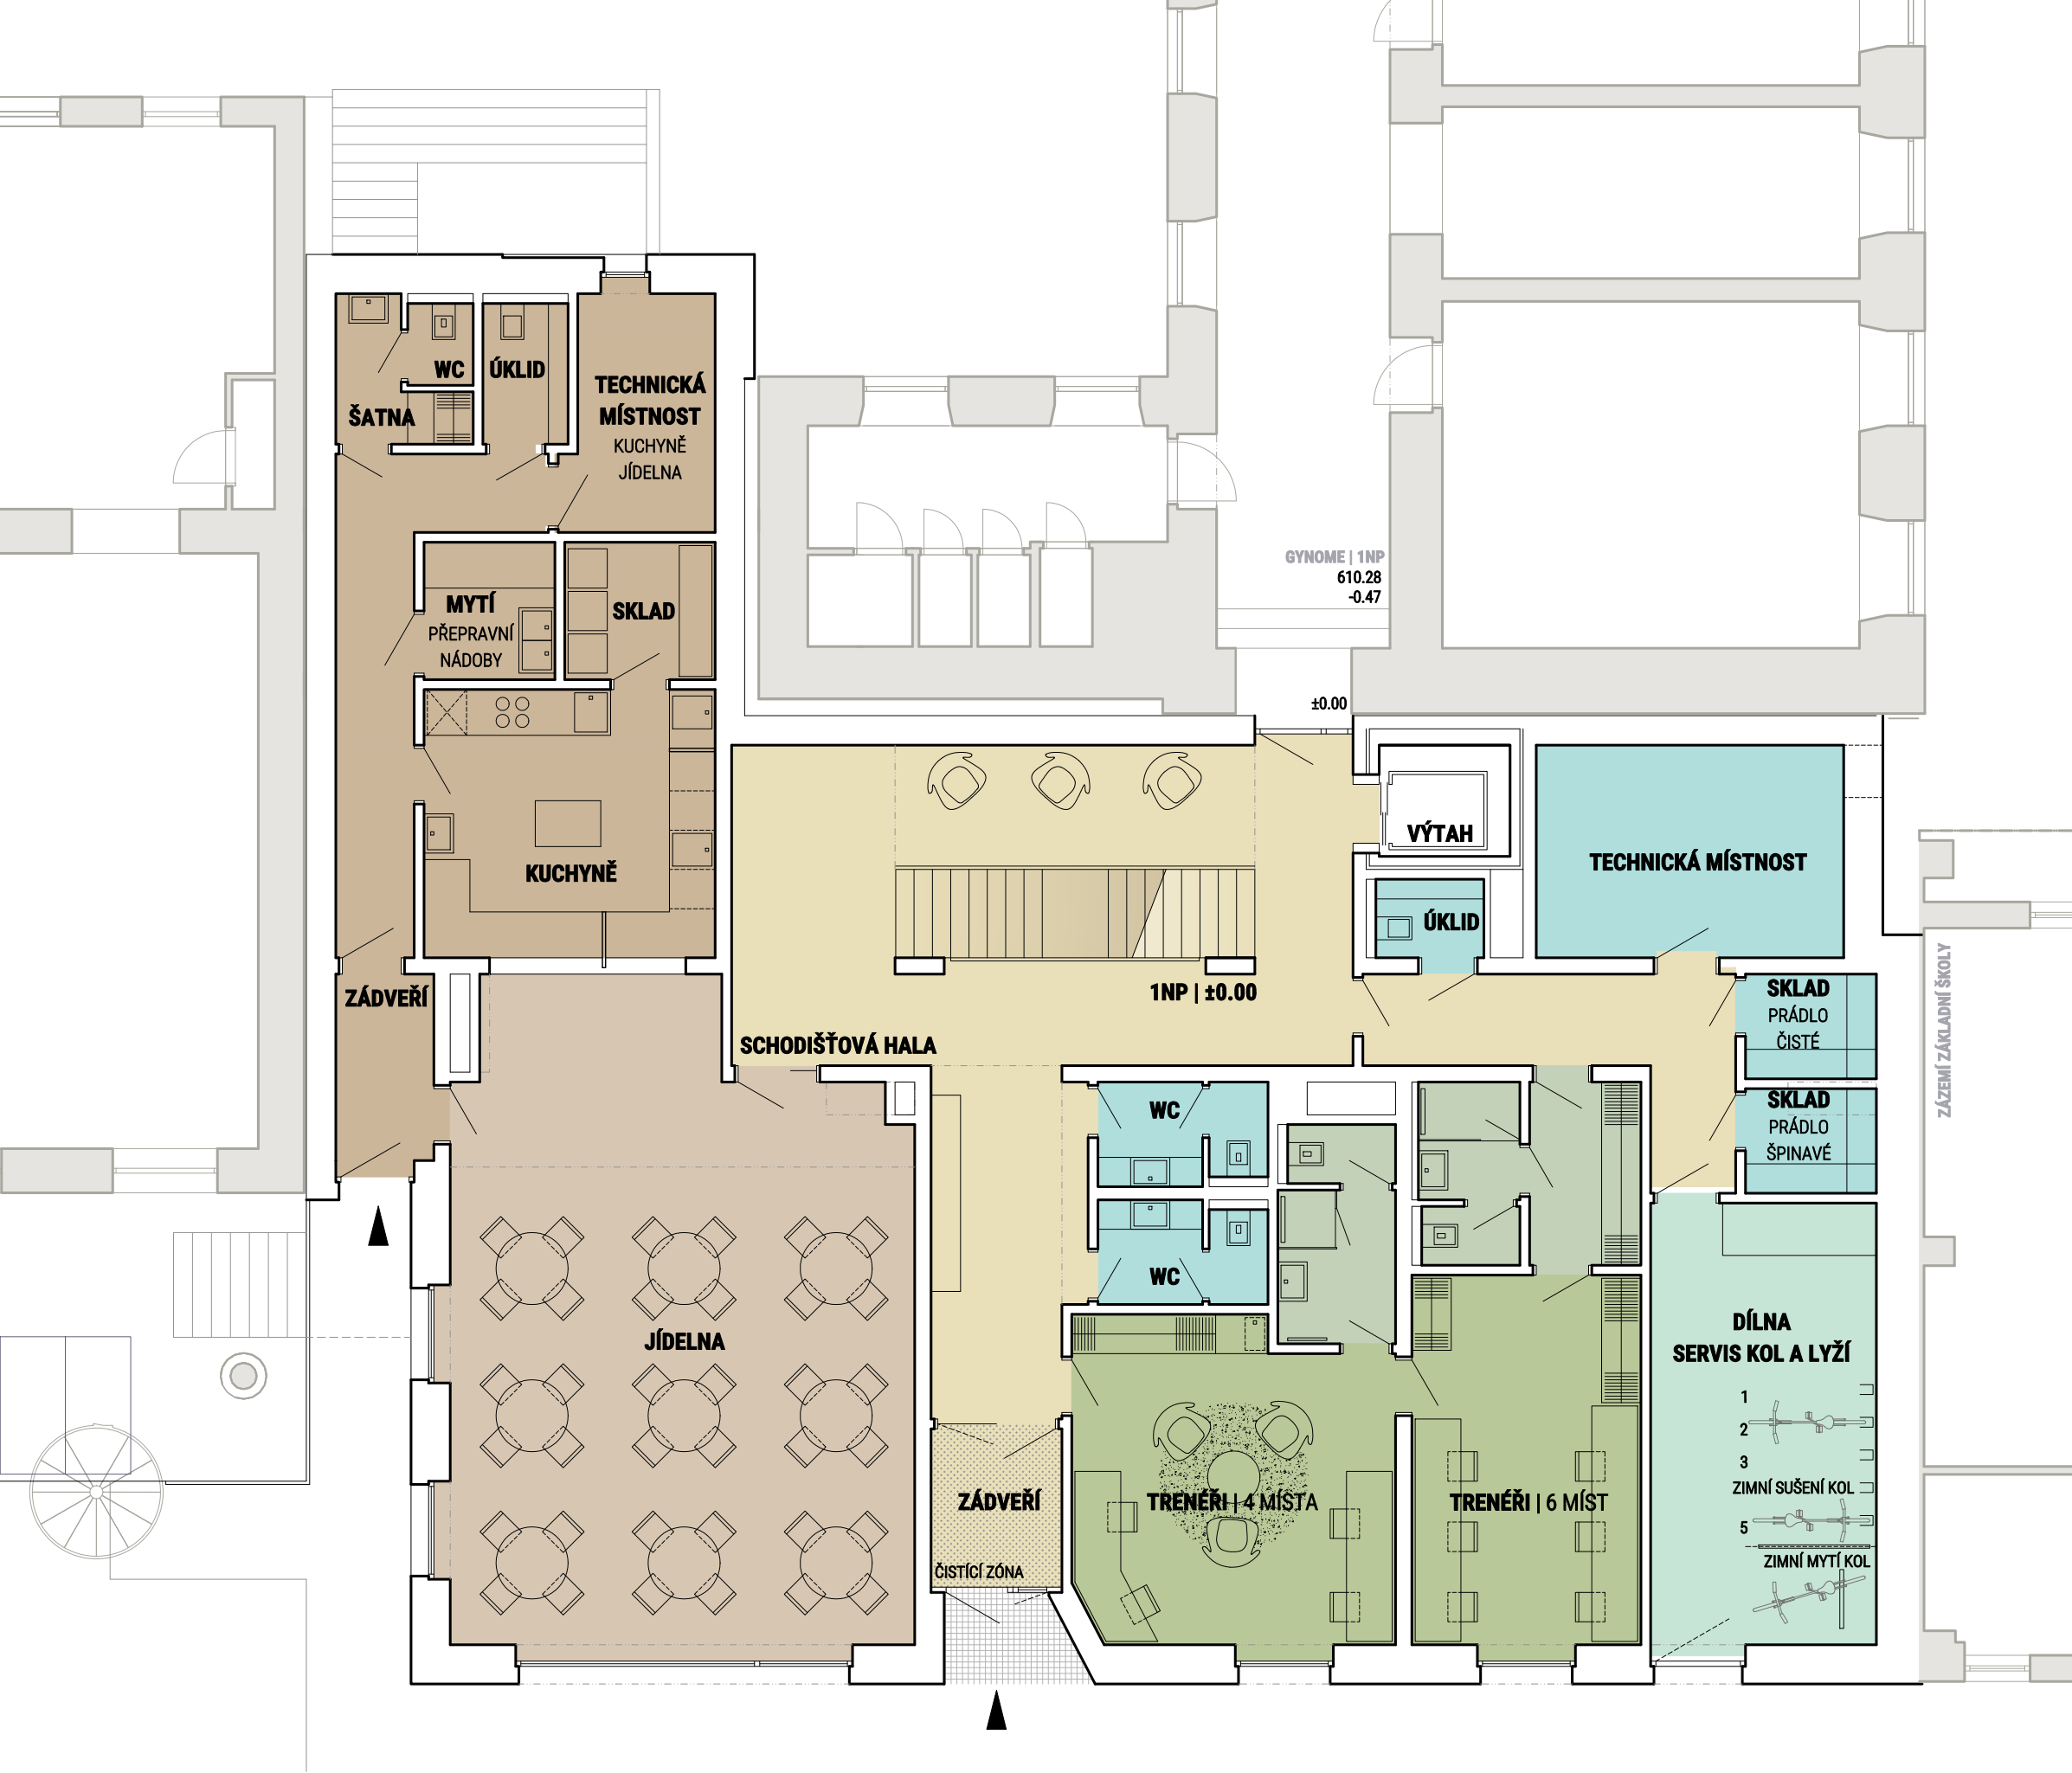 WC
ÚKLID
ŠATNA
TECHNICKÁ
MÍSTNOST
KUCHYNĚ
JÍDELNA
MYTÍ
PŘEPRAVNÍ
NÁDOBY
SKLAD
GYNOME | 1NP
610.28
-0.47
±0.00
KUCHYNĚ
VÝTAH
TECHNICKÁ MÍSTNOST
ÚKLID
ZÁDVEŘÍ
1NP | ±0.00
SCHODIŠŤOVÁ HALA
SKLAD
PRÁDLO
ČISTÉ
ZÁZEMÍ ZÁKLADNÍ ŠKOLY
WC
SKLAD
PRÁDLO
ŠPINAVÉ
WC
JÍDELNA
DÍLNA
SERVIS KOL A LYŽÍ
1
2
3
ZIMNÍ SUŠENÍ KOL
5
ZÁDVEŘÍ
TRENÉŘI | 4 MÍSTA
TRENÉŘI | 6 MÍST
ZIMNÍ MYTÍ KOL
ČISTÍCÍ ZÓNA